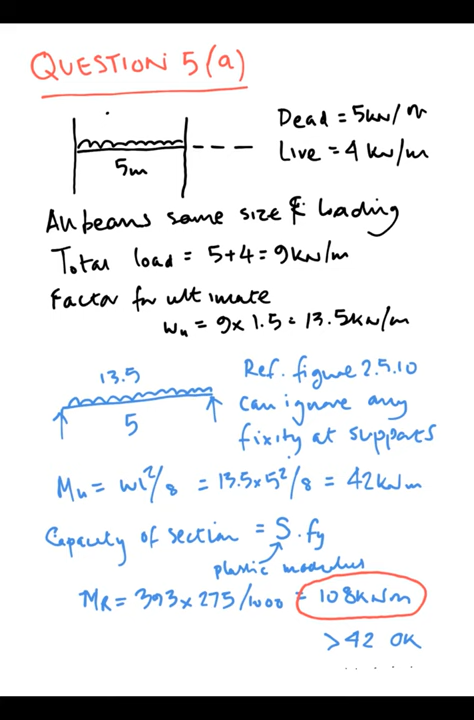 QUESTION 5(a)
Dead = 5kN/m
Live = 4 kN/m
5m
All beams same size & loading
Total load = 5+4 = 9kN/m
Factor for ultimate
Wu = 9 x 1.5 = 13.5kN/m
13.5
5
Ref. figure 2.5.10
can ignore any
fixity at supports
Mu = wl²/8 = 13.5x5²/8 = 42kNm
Capacity of section = S.fy
plastic modulus
MR = 393 x 275/1000 = 108kNm
>42 OK